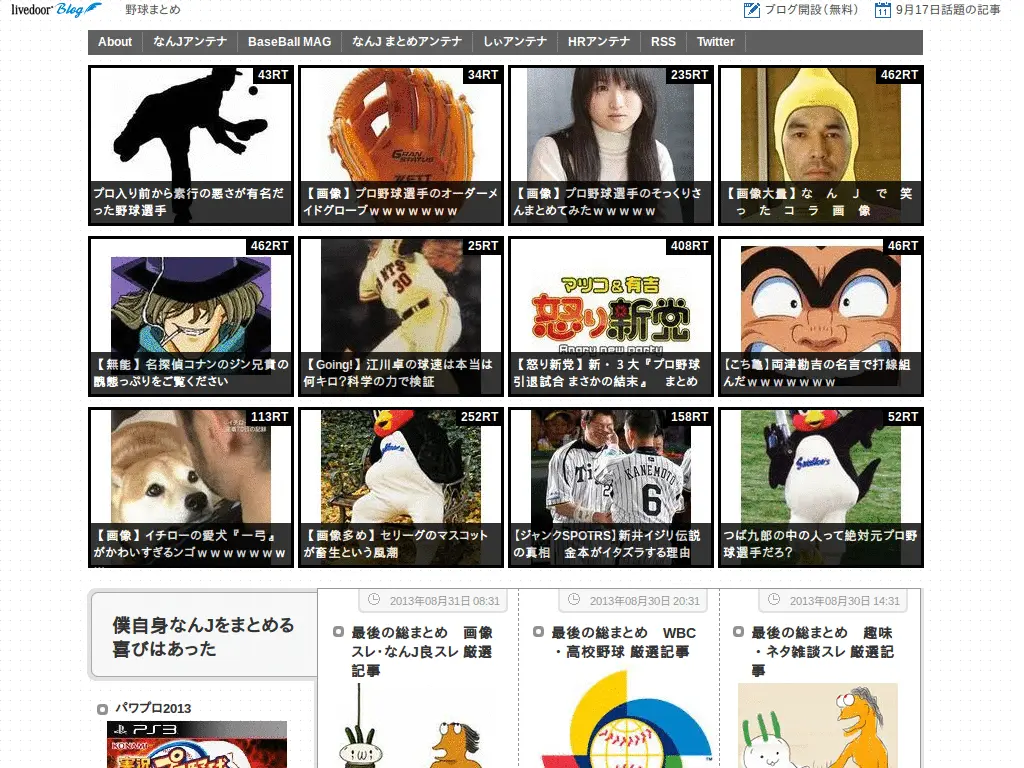 livedoor Blog 野球まとめ ブログ開設（無料） 9月17日話題の記事
About なんJアンテナ BaseBall MAG なんJ まとめアンテナ しぃアンテナ HRアンテナ RSS Twitter
43RT
プロ入り前から素行の悪さが有名だ
った野球選手
34RT
【画像】プロ野球選手のオーダーメ
イドグローブｗｗｗｗｗｗｗ
235RT
【画像】プロ野球選手のそっくりさ
んまとめてみたｗｗｗｗｗ
462RT
【画像大量】な　ん　Ｊ　で　笑
っ　た　コ　ラ　画　像
462RT
【無能】名探偵コナンのジン兄貴の
醜態っぷりをご覧ください
25RT
GIANTS
30
【Going!】江川卓の球速は本当は
何キロ？科学の力で検証
408RT
マツコ&有吉
怒り新党
Angry new party
【怒り新党】新・３大『プロ野球
引退試合 まさかの結末』　まとめ
46RT
【こち亀】両津勘吉の名言で打線組
んだｗｗｗｗｗｗｗ
113RT
【画像】イチローの愛犬『一弓』
がかわいすぎるンゴｗｗｗｗｗｗｗ
...
252RT
【画像多め】セリーグのマスコット
が畜生という風潮
158RT
KANEMOTO
6
【ジャンクSPOTRS】新井イジリ伝説
の真相　金本がイタズラする理由
52RT
Swallows
つば九郎の中の人って絶対元プロ野
球選手だろ？
僕自身なんJをまとめる
喜びはあった
パワプロ2013
PS3
KONAMI
2013年08月31日 08:31
最後の総まとめ　画像
スレ・なんJ良スレ 厳選
記事
2013年08月30日 20:31
最後の総まとめ　WBC
・高校野球 厳選記事
2013年08月30日 14:31
最後の総まとめ　趣味
・ネタ雑談スレ 厳選記
事